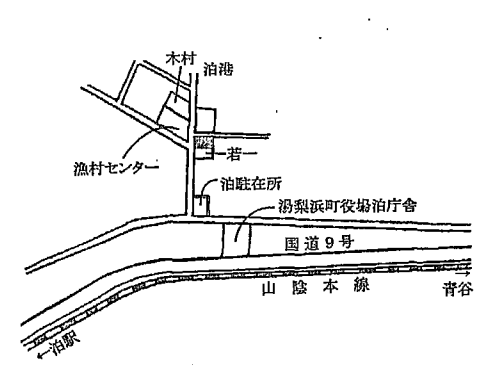 木村
泊港
漁村センター
若一
泊駐在所
湯梨浜町役場泊庁舎
国道9号
山陰本線
→
青谷
←泊駅